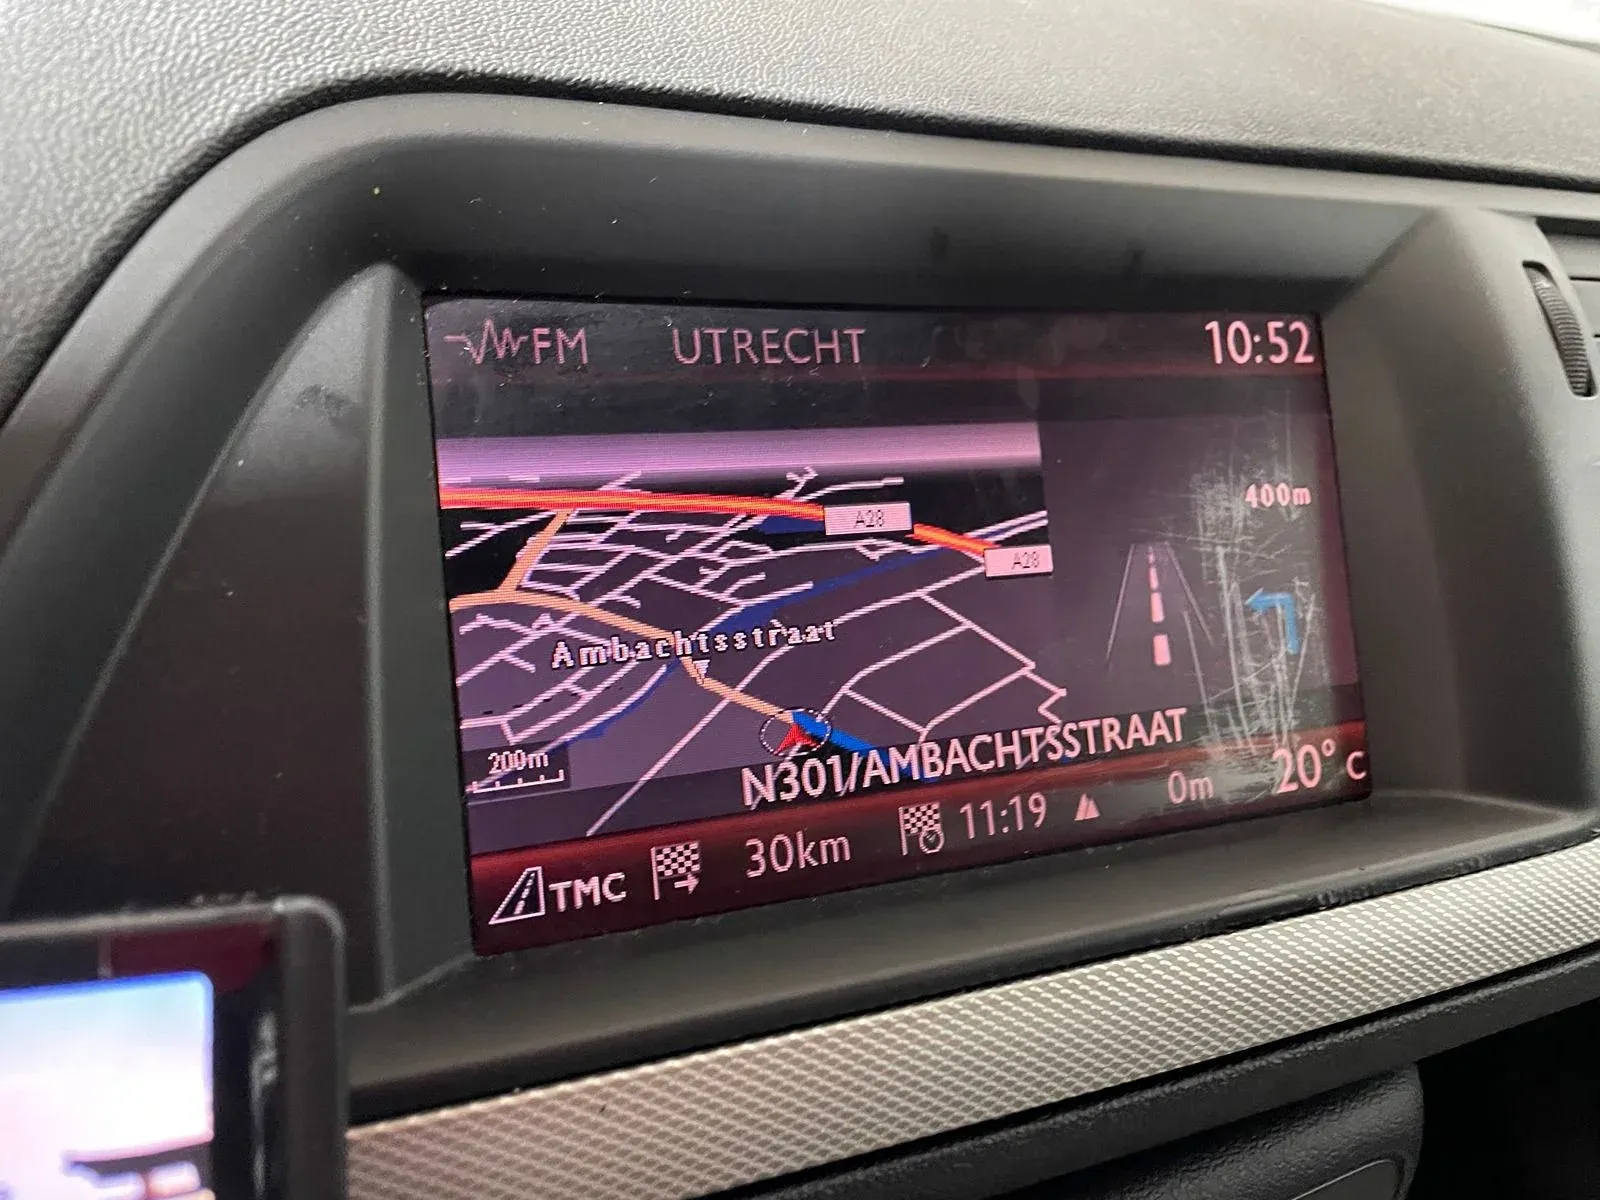 FM UTRECHT 10:52
400m
A28
A28
Ambachtsstraat
200m
N301/AMBACHTSSTRAAT
20° C
TMC 30km 11:19 0m